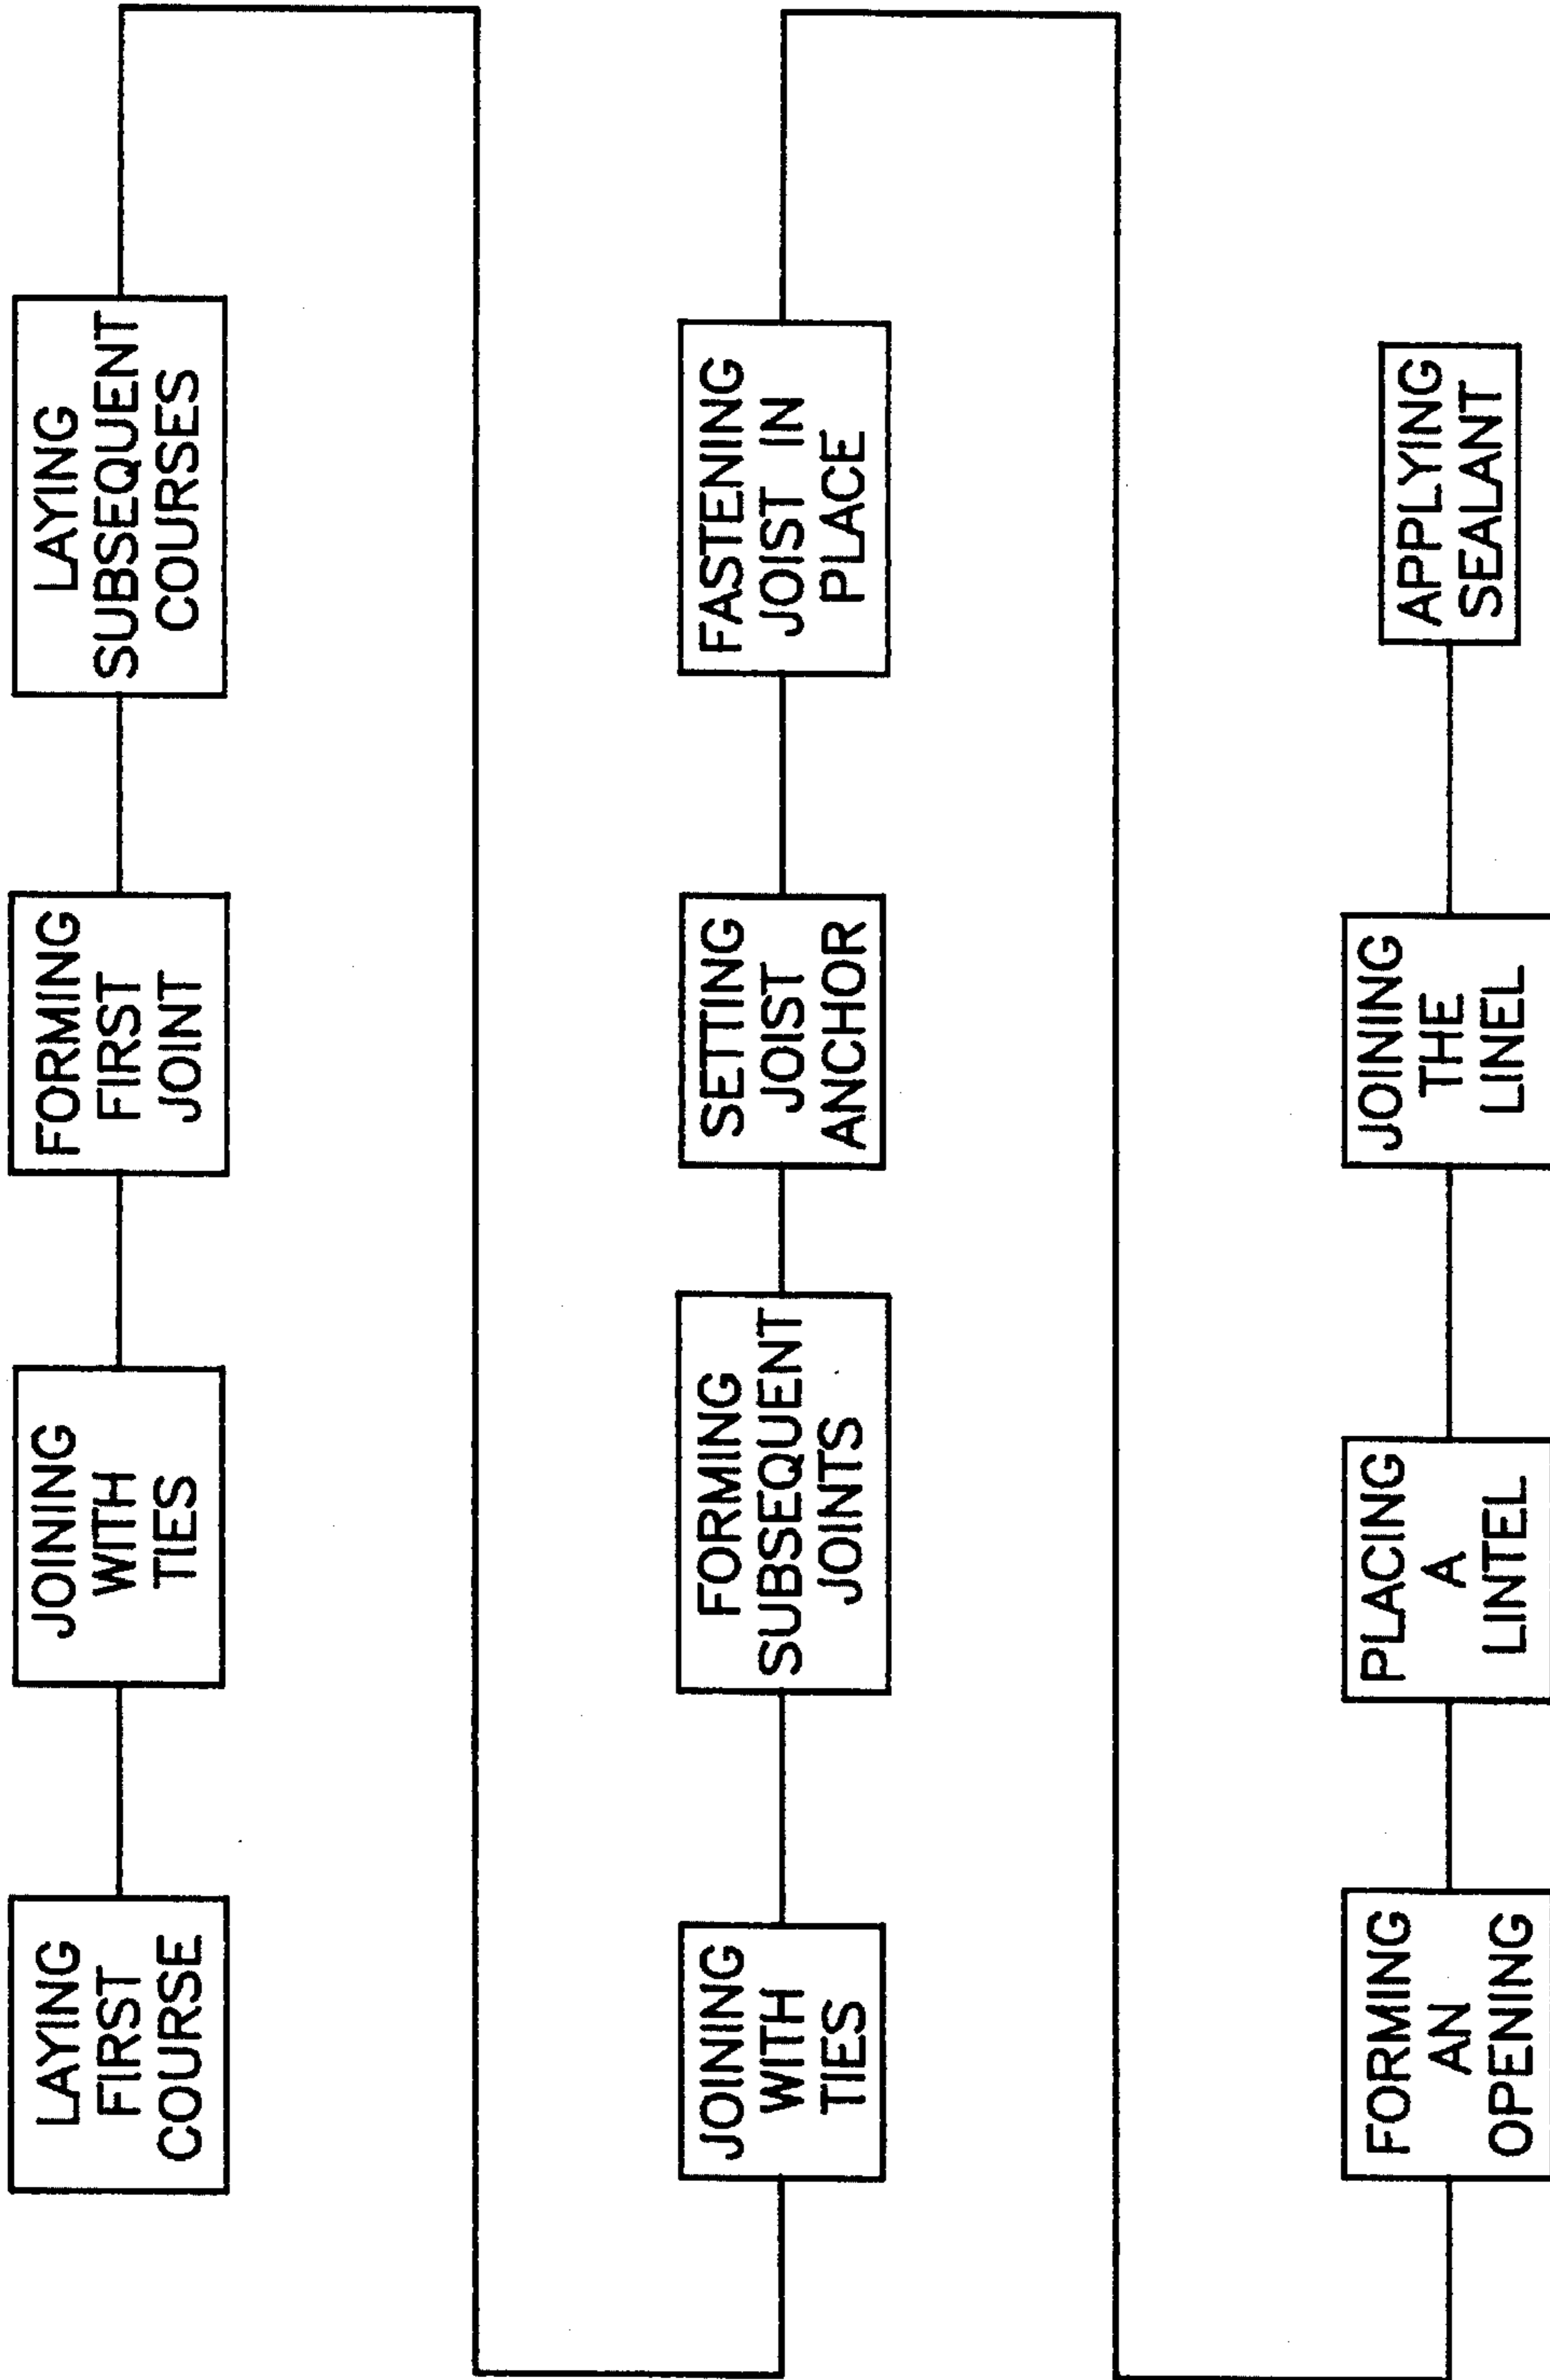 LAYING
FIRST
COURSE
JOINING
WITH
TIES
FORMING
FIRST
JOINT
LAYING
SUBSEQUENT
COURSES
JOINING
WITH
TIES
FORMING
SUBSEQUENT
JOINTS
SETTING
JOIST
ANCHOR
FASTENING
JOIST IN
PLACE
FORMING
AN
OPENING
PLACING
A
LINTEL
JOINING
THE
LINEL
APPLYING
SEALANT